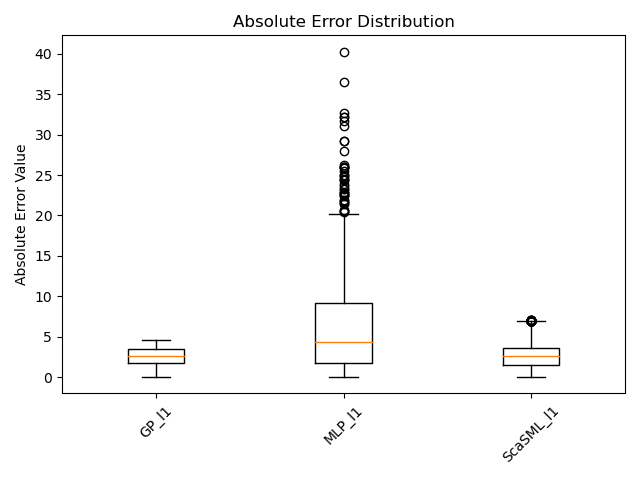 Absolute Error Distribution
Absolute Error Value
40
35
30
25
20
15
10
5
0
GP_l1
MLP_l1
ScaSML_l1